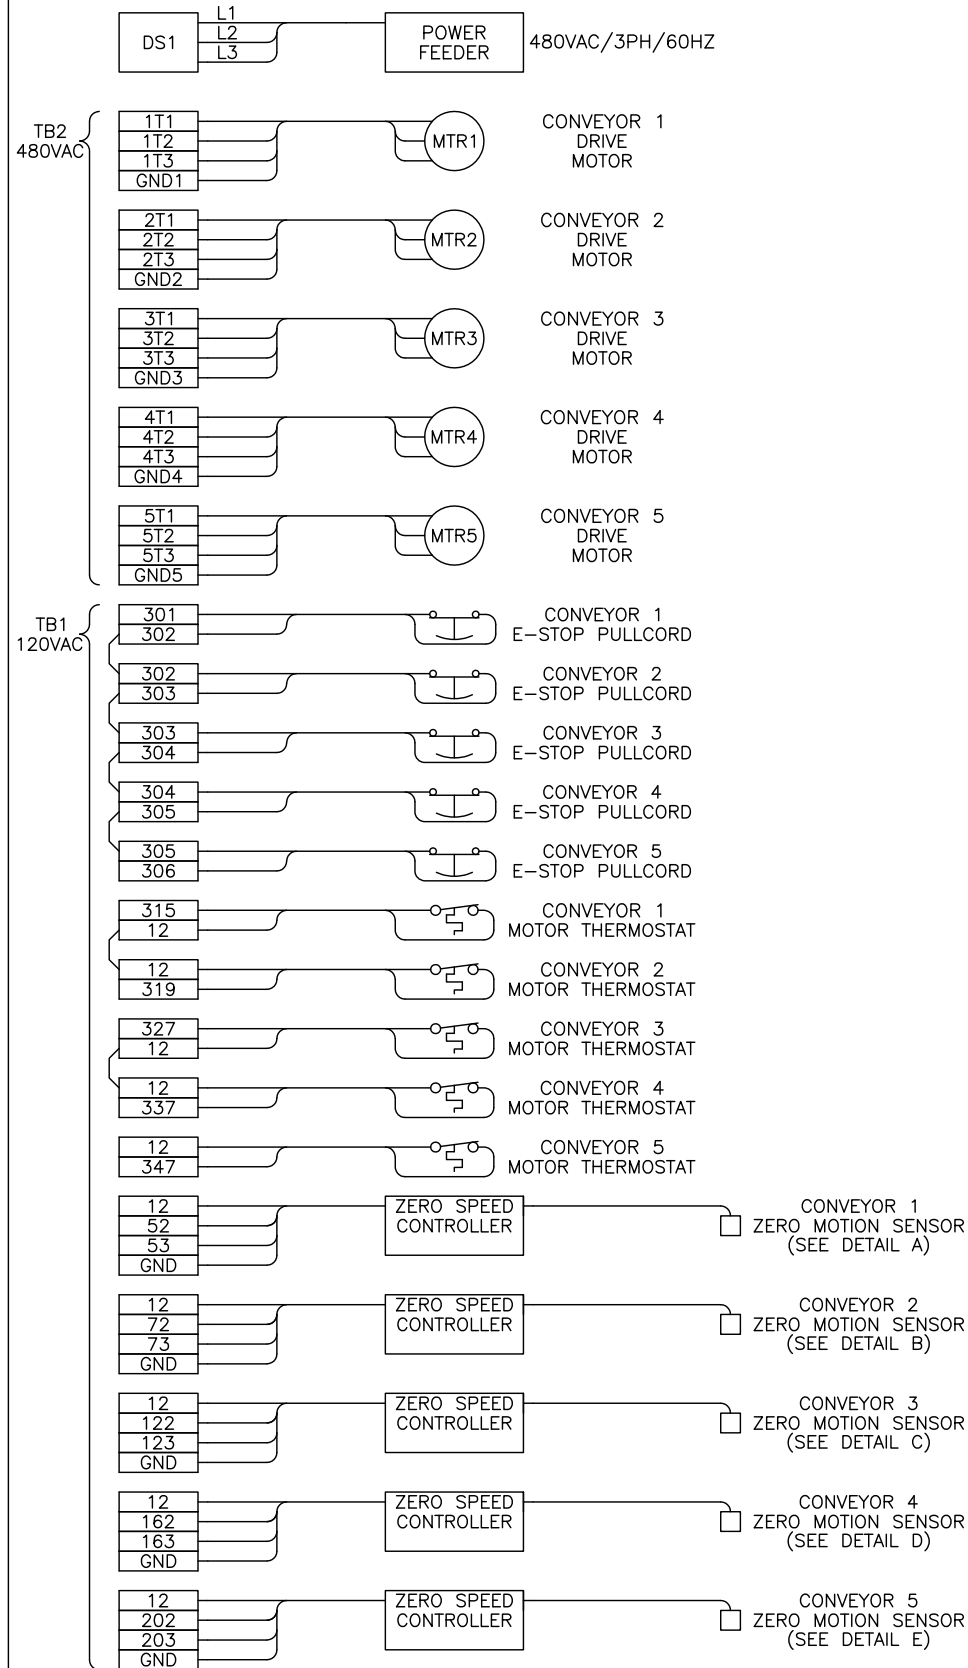 L1
L2
L3
DS1
POWER
FEEDER
480VAC/3PH/60HZ
TB2
480VAC
1T1
1T2
1T3
GND1
MTR1
CONVEYOR 1
DRIVE
MOTOR
2T1
2T2
2T3
GND2
MTR2
CONVEYOR 2
DRIVE
MOTOR
3T1
3T2
3T3
GND3
MTR3
CONVEYOR 3
DRIVE
MOTOR
4T1
4T2
4T3
GND4
MTR4
CONVEYOR 4
DRIVE
MOTOR
5T1
5T2
5T3
GND5
MTR5
CONVEYOR 5
DRIVE
MOTOR
TB1
120VAC
301
302
CONVEYOR 1
E-STOP PULLCORD
302
303
CONVEYOR 2
E-STOP PULLCORD
303
304
CONVEYOR 3
E-STOP PULLCORD
304
305
CONVEYOR 4
E-STOP PULLCORD
305
306
CONVEYOR 5
E-STOP PULLCORD
315
12
CONVEYOR 1
MOTOR THERMOSTAT
12
319
CONVEYOR 2
MOTOR THERMOSTAT
327
12
CONVEYOR 3
MOTOR THERMOSTAT
12
337
CONVEYOR 4
MOTOR THERMOSTAT
12
347
CONVEYOR 5
MOTOR THERMOSTAT
12
52
53
GND
ZERO SPEED
CONTROLLER
CONVEYOR 1
ZERO MOTION SENSOR
(SEE DETAIL A)
12
72
73
GND
ZERO SPEED
CONTROLLER
CONVEYOR 2
ZERO MOTION SENSOR
(SEE DETAIL B)
12
122
123
GND
ZERO SPEED
CONTROLLER
CONVEYOR 3
ZERO MOTION SENSOR
(SEE DETAIL C)
12
162
163
GND
ZERO SPEED
CONTROLLER
CONVEYOR 4
ZERO MOTION SENSOR
(SEE DETAIL D)
12
202
203
GND
ZERO SPEED
CONTROLLER
CONVEYOR 5
ZERO MOTION SENSOR
(SEE DETAIL E)